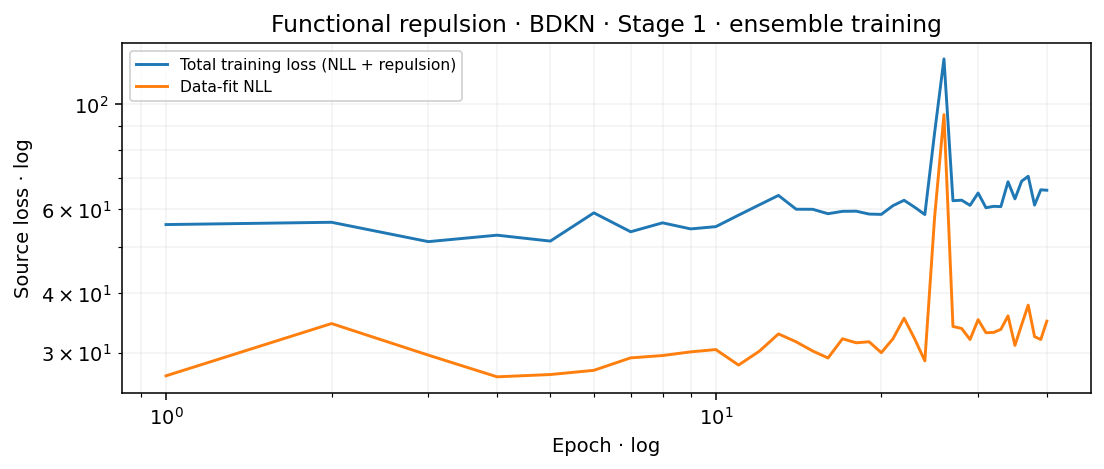 Functional repulsion · BDKN · Stage 1 · ensemble training
Total training loss (NLL + repulsion)
Data-fit NLL
Source loss · log
10²
6 × 10¹
4 × 10¹
3 × 10¹
10⁰
10¹
Epoch · log